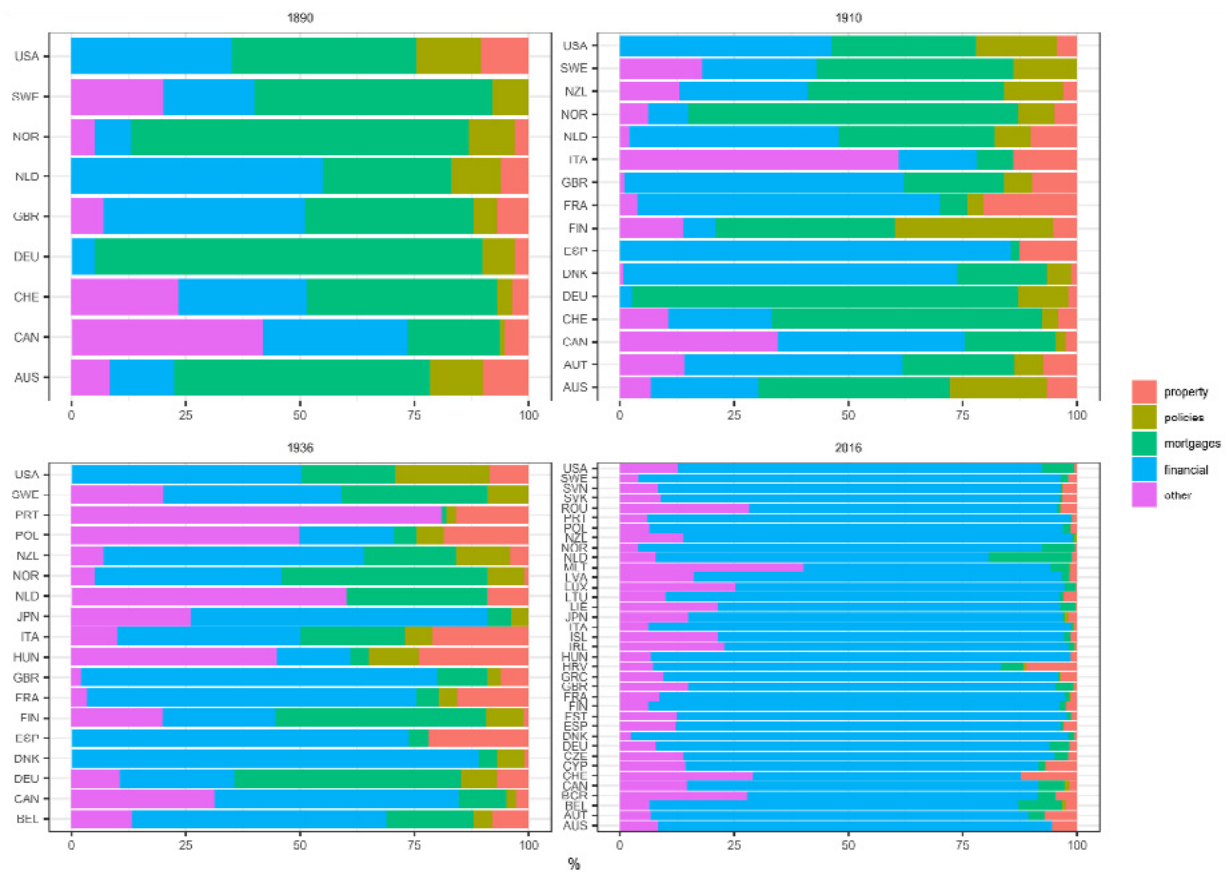 1890
USA
SWE
NOR
NLD
GBR
DEU
CHE
CAN
AUS
0 25 50 75 100
1910
USA
SWE
NZL
NOR
NLD
ITA
GBR
FRA
FIN
ESP
DNK
DEU
CHE
CAN
AUT
AUS
0 25 50 75 100
1936
USA
SWE
PRT
POL
NZL
NOR
NLD
JPN
ITA
HUN
GBR
FRA
FIN
ESP
DNK
DEU
CAN
BEL
0 25 50 75 100
2016
USA
SWE
SVN
SVK
ROU
PRT
POL
NZL
NOR
NLD
MLT
LVA
LUX
LTU
LIE
JPN
ITA
ISL
IRL
HUN
HRV
GRC
GBR
FRA
FIN
EST
ESP
DNK
DEU
CZE
CYP
CHE
CAN
BGR
BEL
AUT
AUS
0 25 50 75 100
%
property
policies
mortgages
financial
other